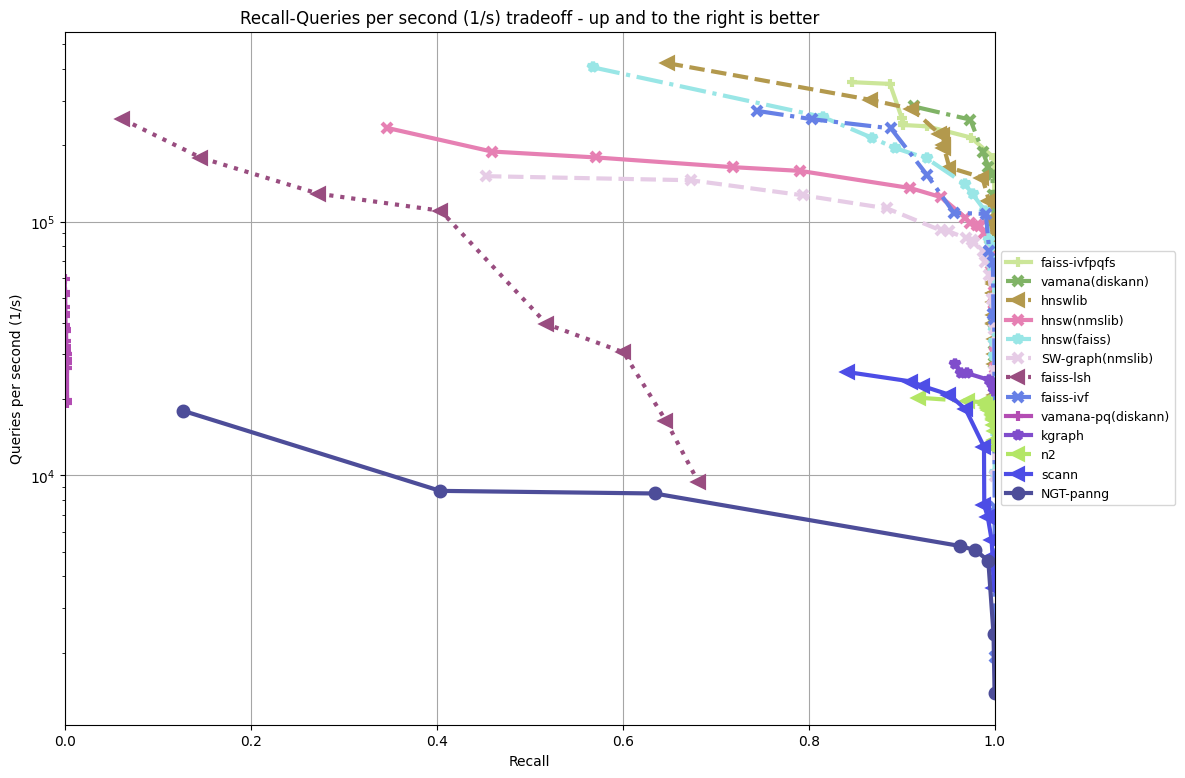 Recall-Queries per second (1/s) tradeoff - up and to the right is better
Queries per second (1/s)
10^5
10^4
0.0
0.2
0.4
0.6
0.8
1.0
Recall
faiss-ivfpqfs
vamana(diskann)
hnswlib
hnsw(nmslib)
hnsw(faiss)
SW-graph(nmslib)
faiss-lsh
faiss-ivf
vamana-pq(diskann)
kgraph
n2
scann
NGT-panng